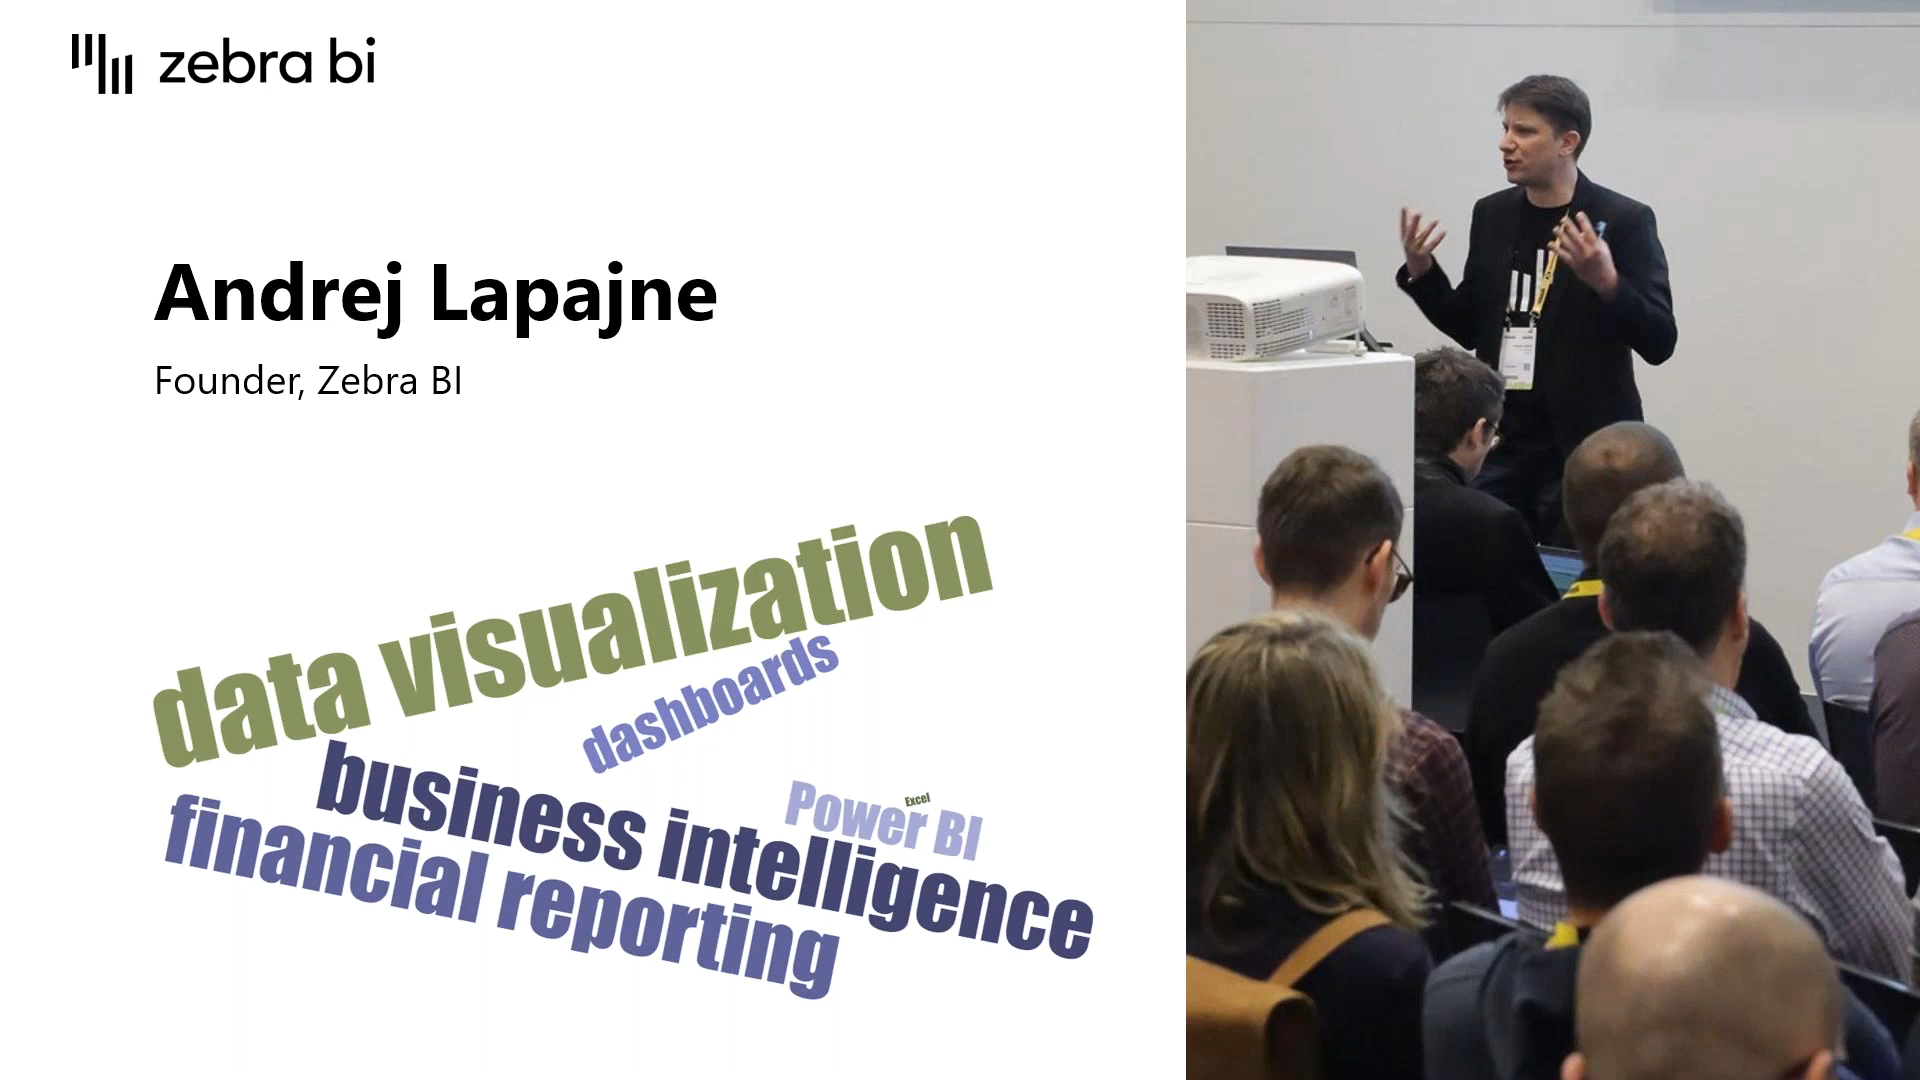 zebra bi
Andrej Lapajne
Founder, Zebra BI
data visualization
dashboards
business intelligence
Excel
Power BI
financial reporting